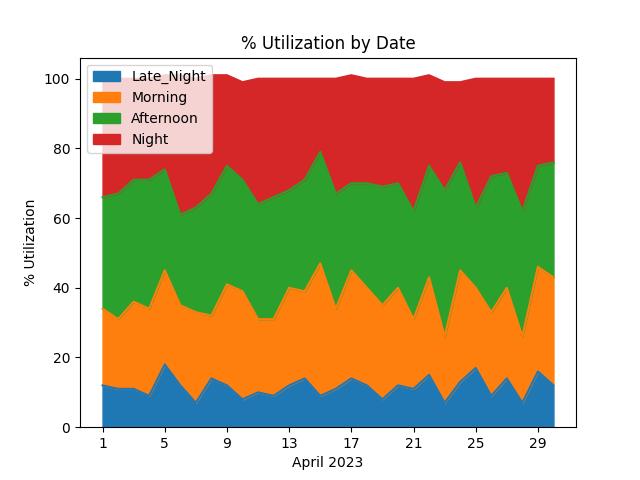 % Utilization by Date
100
80
60
40
20
0
% Utilization
Late_Night
Morning
Afternoon
Night
1 5 9 13 17 21 25 29
April 2023